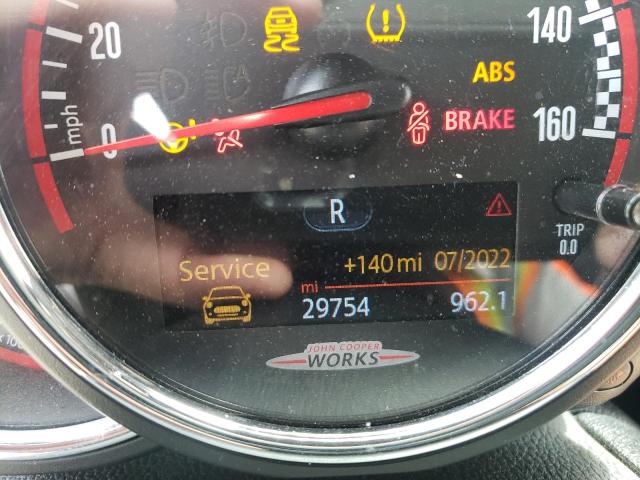 20
140
ABS
mph
0
BRAKE
160
R
TRIP
0.0
Service
+140 mi 07/2022
mi
29754
962.1
JOHN COOPER
WORKS